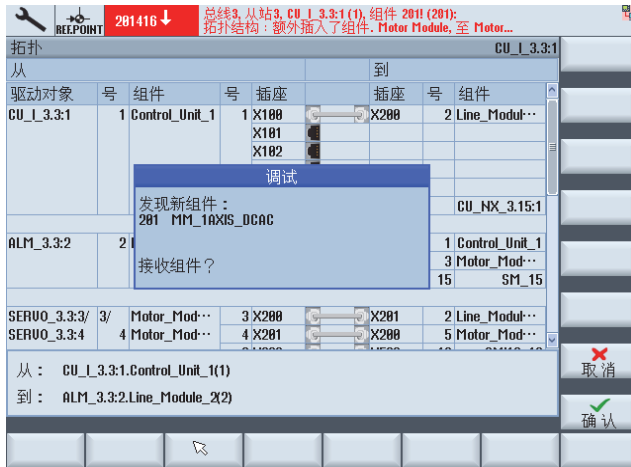 REF.POINT
201416
总线3, 从站3, CU_I_3.3:1 (1), 组件 201! (201):
拓扑结构：额外插入了组件. Motor Module, 至 Motor...
拓扑 CU_I_3.3:1
从 到
驱动对象 号 组件 号 插座 插座 号 组件
CU_I_3.3:1 1 Control_Unit_1 1 X100 X200 2 Line_Modul…
X101
X102
CU_NX_3.15:1
ALM_3.3:2 2 1 Control_Unit_1
3 Motor_Mod…
15 SM_15
调试
发现新组件：
201 MM_1AXIS_DCAC
接收组件？
SERVO_3.3:3/ 3/ Motor_Mod… 3 X200 X201 2 Line_Modul…
SERVO_3.3:4 4 Motor_Mod… 4 X201 X200 5 Motor_Mod…
从： CU_I_3.3:1.Control_Unit_1(1)
到： ALM_3.3:2.Line_Module_2(2)
取消
确认